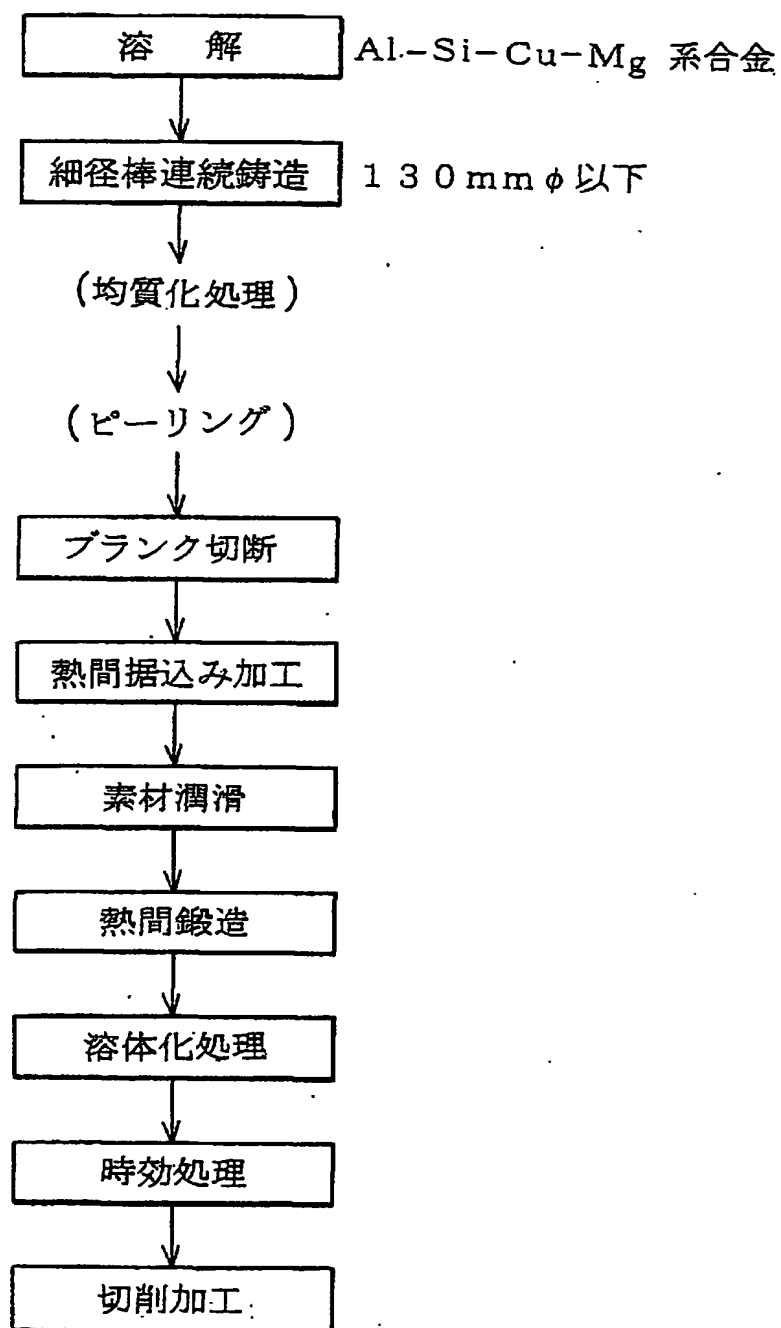 溶 解 Al-Si-Cu-Mg 系合金
細径棒連続鋳造 130mmφ以下
(均質化処理)
(ピーリング)
ブランク切断
熱間据込み加工
素材潤滑
熱間鍛造
溶体化処理
時効処理
切削加工